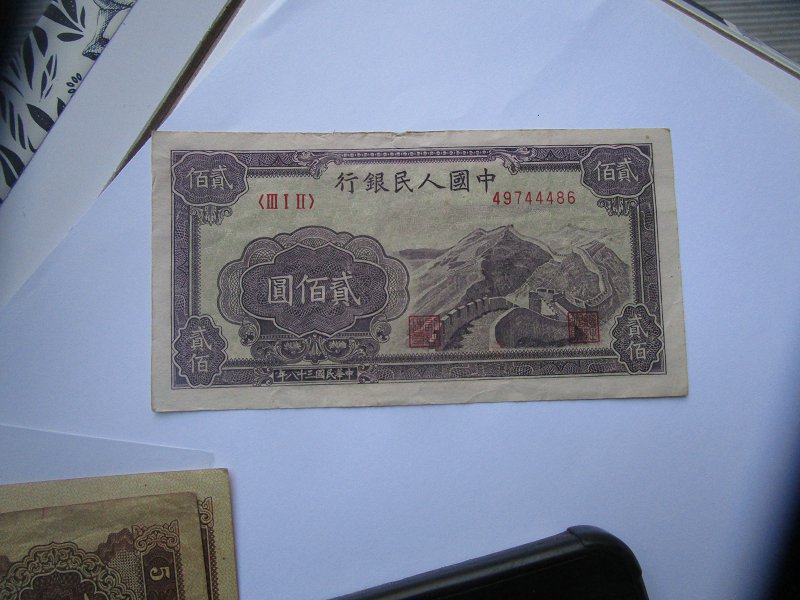 佰貳
佰貳
行銀民人國中
〈III I II〉
49744486
圓佰貳
貳佰
貳佰
年八十三國民華中
5